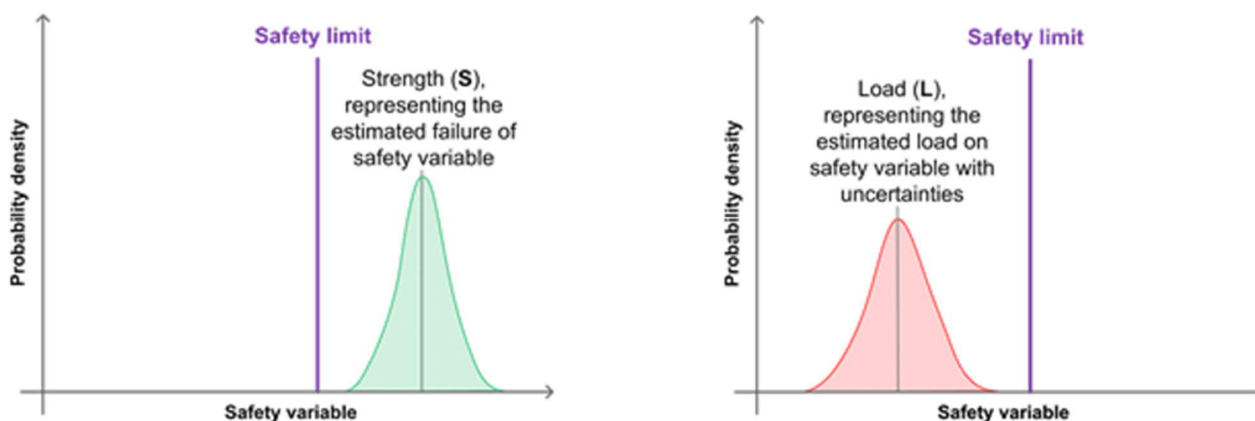 Safety limit
Strength (S),
representing the
estimated failure of
safety variable
Probability density
Safety variable
Safety limit
Load (L),
representing the
estimated load on
safety variable with
uncertainties
Probability density
Safety variable